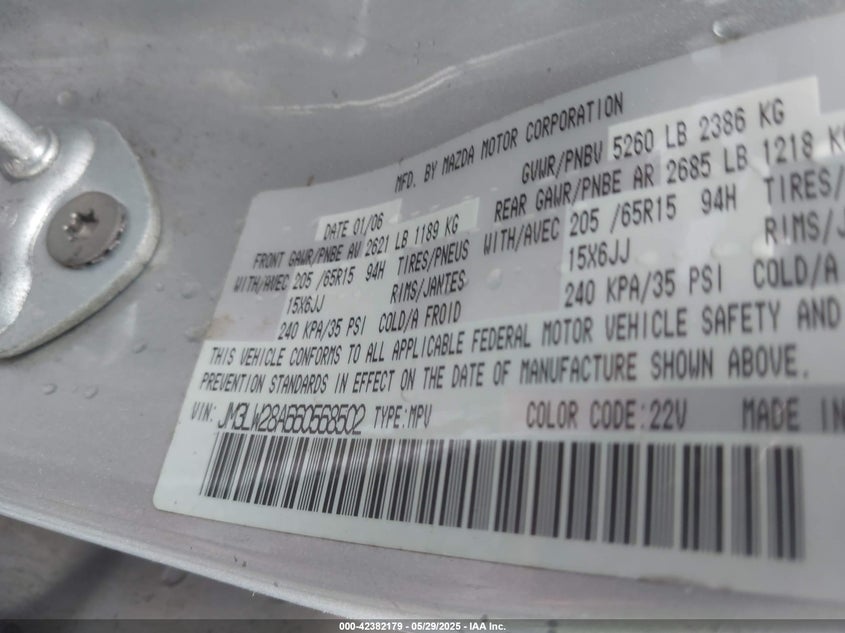 MFD. BY MAZDA MOTOR CORPORATION
DATE 01/06
GVWR/PNBV 5260 LB 2386 KG
FRONT GAWR/PNBE AV 2621 LB 1189 KG
WITH/AVEC 205 /65R15 94H TIRES/PNEUS
15X6JJ RIMS/JANTES
240 KPA/35 PSI COLD/A FROID
REAR GAWR/PNBE AR 2685 LB 1218
WITH/AVEC 205 /65R15 94H TIRES/
15X6JJ RIMS/
240 KPA/35 PSI COLD/A
THIS VEHICLE CONFORMS TO ALL APPLICABLE FEDERAL MOTOR VEHICLE SAFETY AND
PREVENTION STANDARDS IN EFFECT ON THE DATE OF MANUFACTURE SHOWN ABOVE.
VIN: JM3LW28A660568502 TYPE:MPV COLOR CODE:22V MADE IN
000-42382179 - 05/29/2025 - IAA Inc.